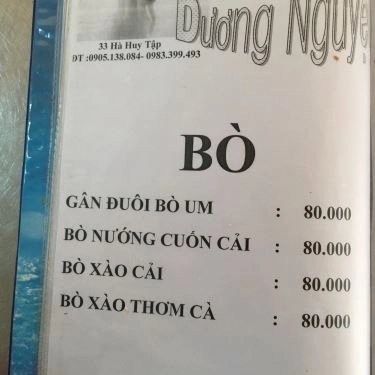 Dương Nguyệ
33 Hà Huy Tập
ĐT :0905.138.084- 0983.399.493
BÒ
GÂN ĐUÔI BÒ UM : 80.000
BÒ NƯỚNG CUỐN CẢI : 80.000
BÒ XÀO CẢI : 80.000
BÒ XÀO THƠM CÀ : 80.000